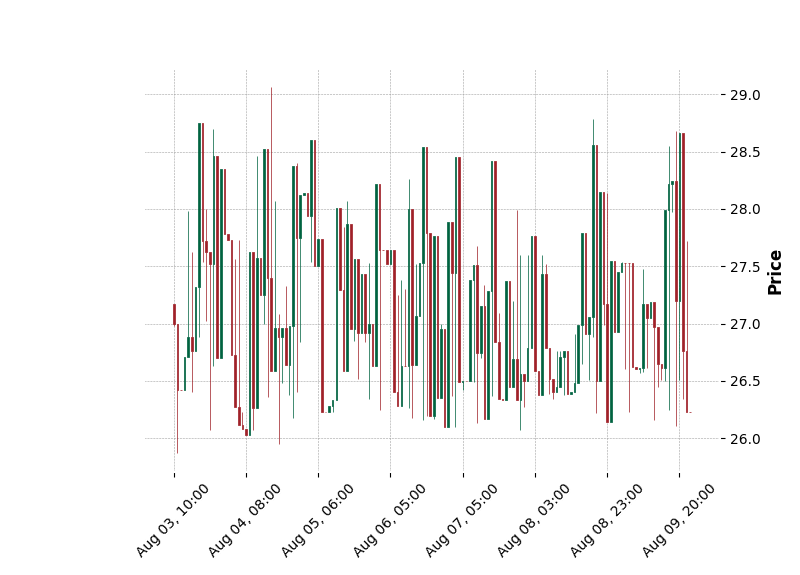 29.0
28.5
28.0
27.5
27.0
26.5
26.0
Price
Aug 03, 10:00
Aug 04, 08:00
Aug 05, 06:00
Aug 06, 05:00
Aug 07, 05:00
Aug 08, 03:00
Aug 08, 23:00
Aug 09, 20:00